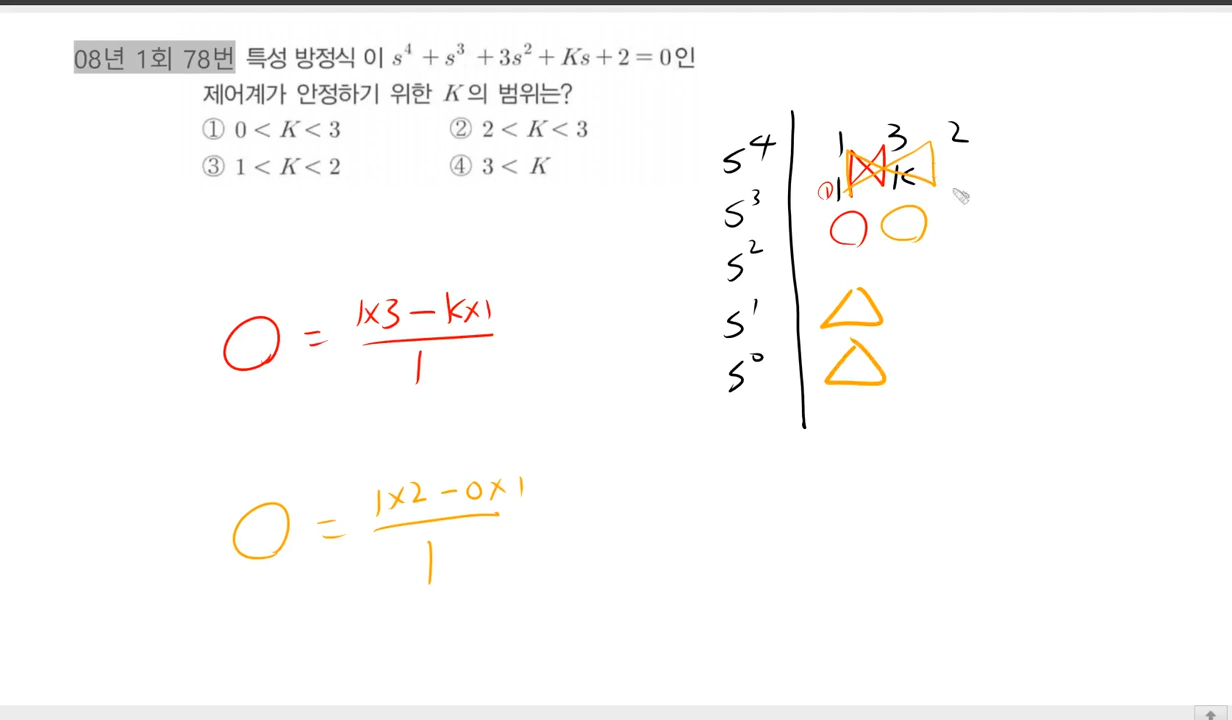 08년 1회 78번 특성 방정식 이 s⁴ + s³ + 3s² + Ks + 2 = 0인
제어계가 안정하기 위한 K의 범위는?
① 0 < K < 3 ② 2 < K < 3
③ 1 < K < 2 ④ 3 < K
s⁴ 1 3 2
s³ ① 1 K
s²
s¹
s⁰
○ = (1×3 - K×1) / 1
○ = (1×2 - 0×1) / 1